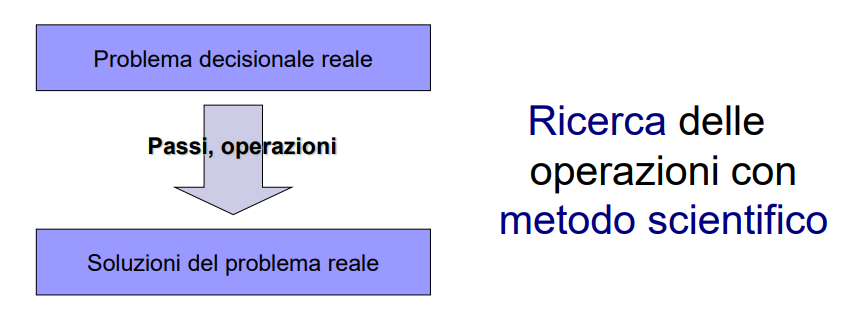 Problema decisionale reale
Passi, operazioni
Soluzioni del problema reale
Ricerca delle
operazioni con
metodo scientifico